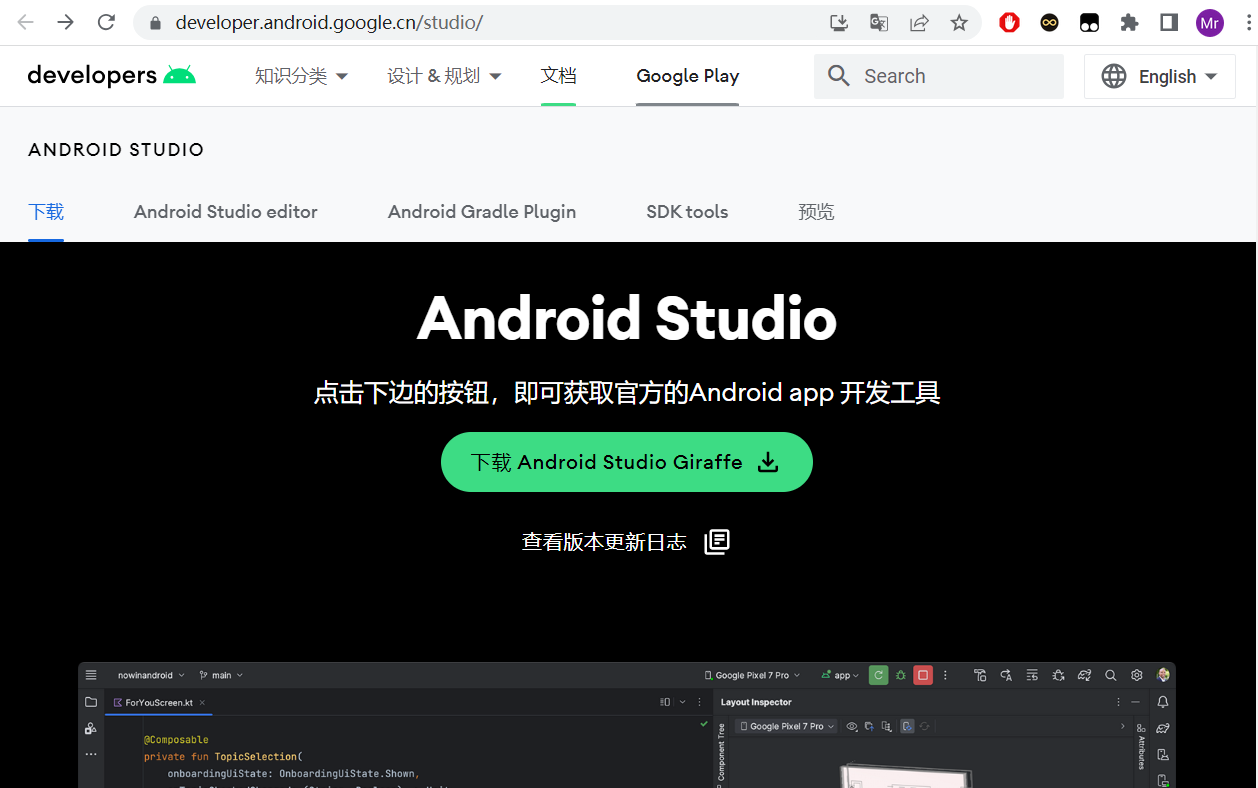 developer.android.google.cn/studio/
Mr
developers
知识分类
设计 & 规划
文档
Google Play
Search
English
ANDROID STUDIO
下载
Android Studio editor
Android Gradle Plugin
SDK tools
预览
Android Studio
点击下边的按钮，即可获取官方的Android app 开发工具
下载 Android Studio Giraffe
查看版本更新日志
nowinandroid
main
Google Pixel 7 Pro
app
ForYouScreen.kt
Layout Inspector
Google Pixel 7 Pro
Component Tree
Attributes
@Composable
private fun TopicSelection(
onboardingUiState: OnboardingUiState.Shown,